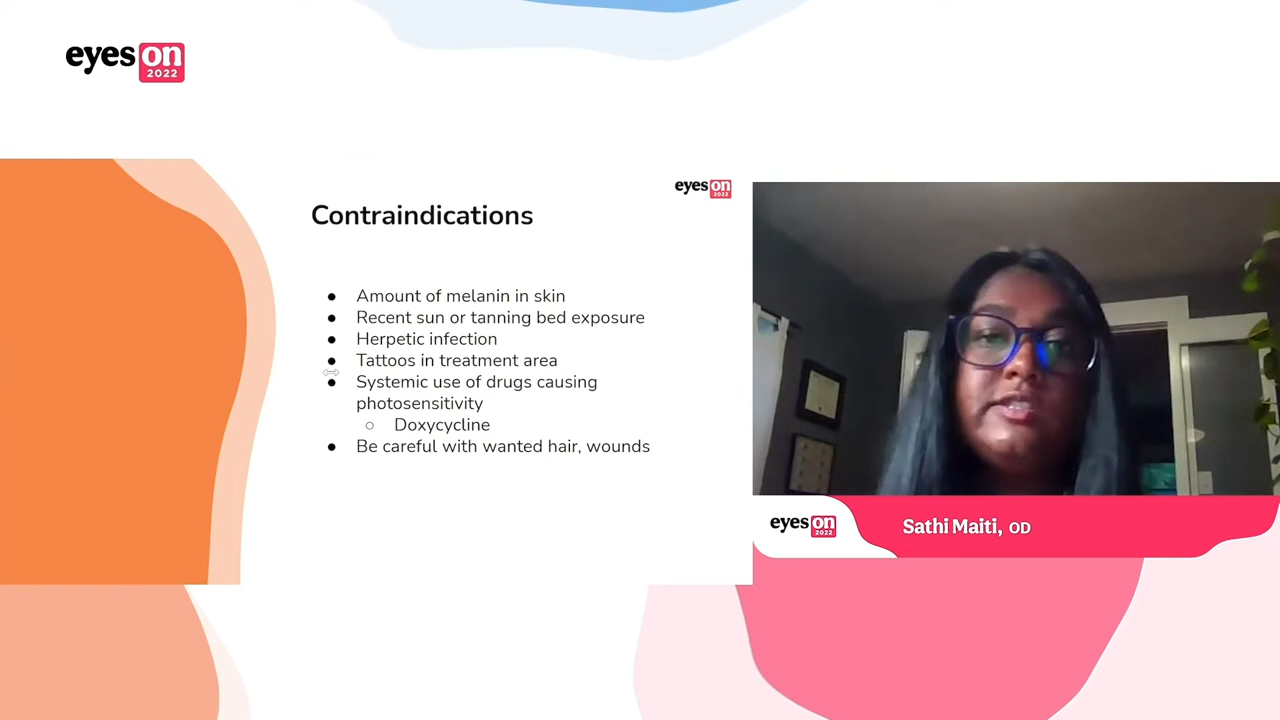 eyes on
2022
eyes on
2022
Contraindications
● Amount of melanin in skin
● Recent sun or tanning bed exposure
● Herpetic infection
● Tattoos in treatment area
● Systemic use of drugs causing
photosensitivity
○ Doxycycline
● Be careful with wanted hair, wounds
eyes on
2022
Sathi Maiti, OD